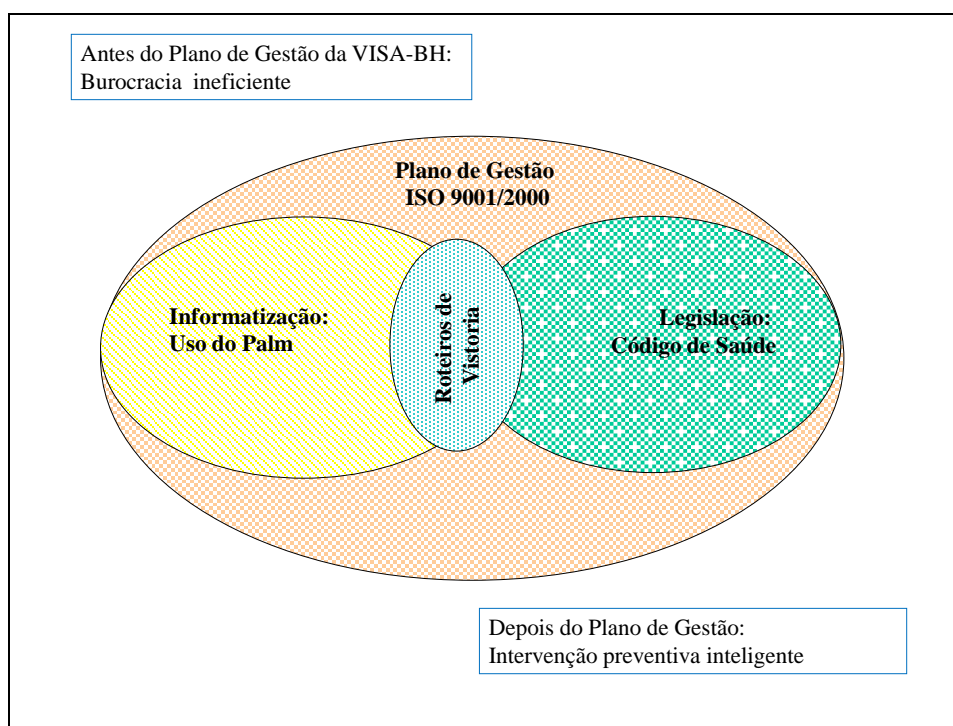 Antes do Plano de Gestão da VISA-BH:
Burocracia ineficiente
Plano de Gestão
ISO 9001/2000
Informatização:
Uso do Palm
Roteiros de
Vistoria
Legislação:
Código de Saúde
Depois do Plano de Gestão:
Intervenção preventiva inteligente